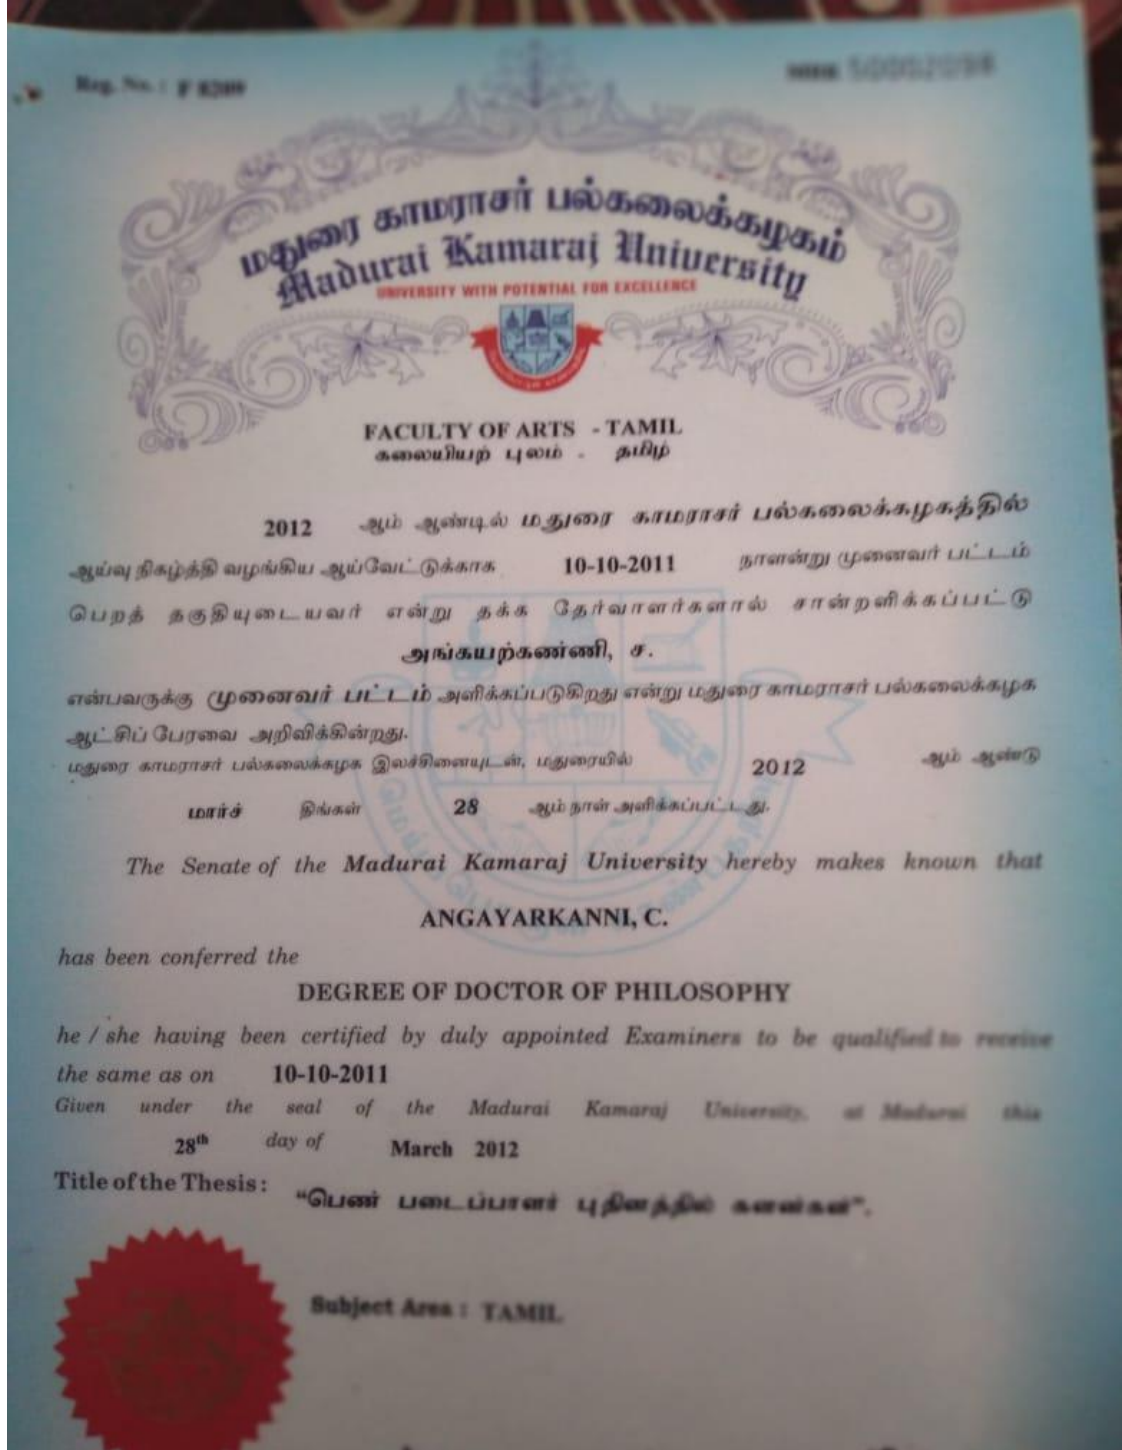 Reg. No. : F 8209
MHR 50002098
மதுரை காமராசர் பல்கலைக்கழகம்
Madurai Kamaraj University
UNIVERSITY WITH POTENTIAL FOR EXCELLENCE
FACULTY OF ARTS - TAMIL
கலையியற் புலம் - தமிழ்
2012 ஆம் ஆண்டில் மதுரை காமராசர் பல்கலைக்கழகத்தில்
ஆய்வு நிகழ்த்தி வழங்கிய ஆய்வேட்டுக்காக 10-10-2011 நாளன்று முனைவர் பட்டம்
பெறத் தகுதியுடையவர் என்று தக்க தேர்வாளர்களால் சான்றளிக்கப்பட்டு
அங்கயற்கண்ணி, ச.
என்பவருக்கு முனைவர் பட்டம் அளிக்கப்படுகிறது என்று மதுரை காமராசர் பல்கலைக்கழக
ஆட்சிப் பேரவை அறிவிக்கின்றது.
மதுரை காமராசர் பல்கலைக்கழக இலச்சினையுடன், மதுரையில் 2012 ஆம் ஆண்டு
மார்ச் திங்கள் 28 ஆம் நாள் அளிக்கப்பட்டது.
The Senate of the Madurai Kamaraj University hereby makes known that
ANGAYARKANNI, C.
has been conferred the
DEGREE OF DOCTOR OF PHILOSOPHY
he / she having been certified by duly appointed Examiners to be qualified to receive
the same as on 10-10-2011
Given under the seal of the Madurai Kamaraj University, at Madurai this
28th day of March 2012
Title of the Thesis : "பெண் படைப்பாளர் புதினத்தில்
Subject Area : TAMIL